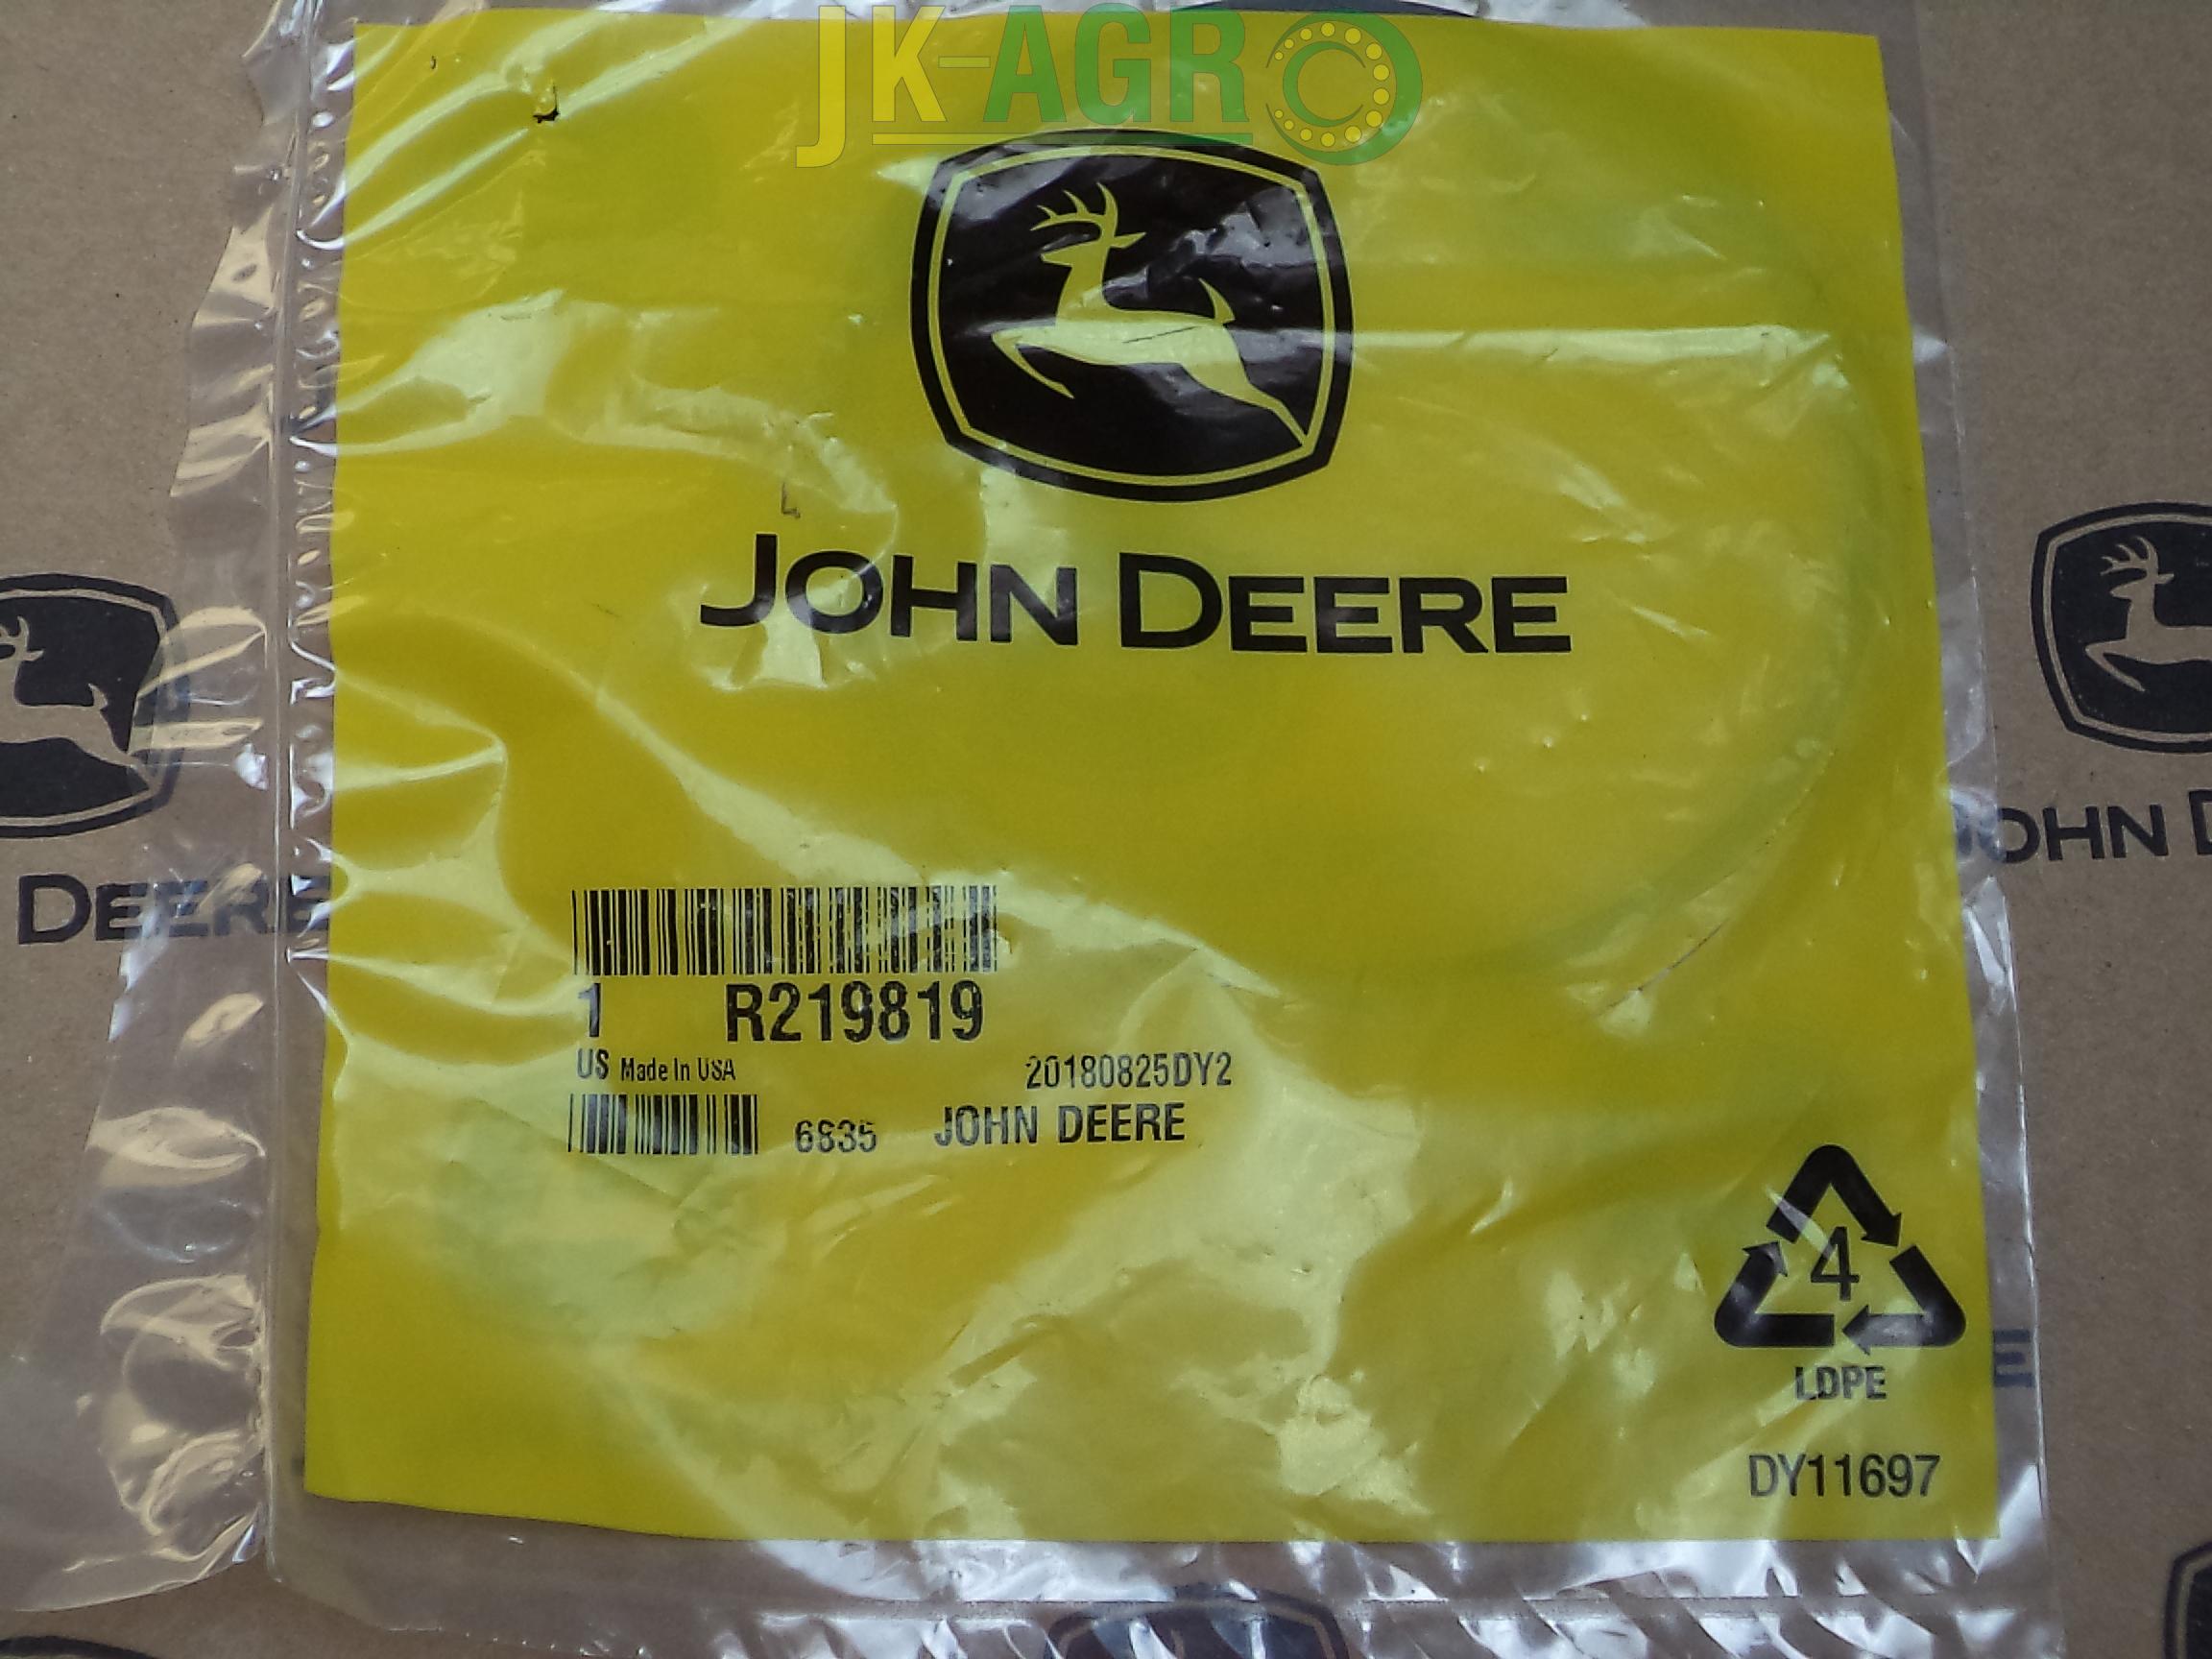 JK-AGRO
JOHN DEERE
DEERE
JOHN D
1 R219819
US Made In USA 20180825DY2
6835 JOHN DEERE
4
LDPE
E
DY11697